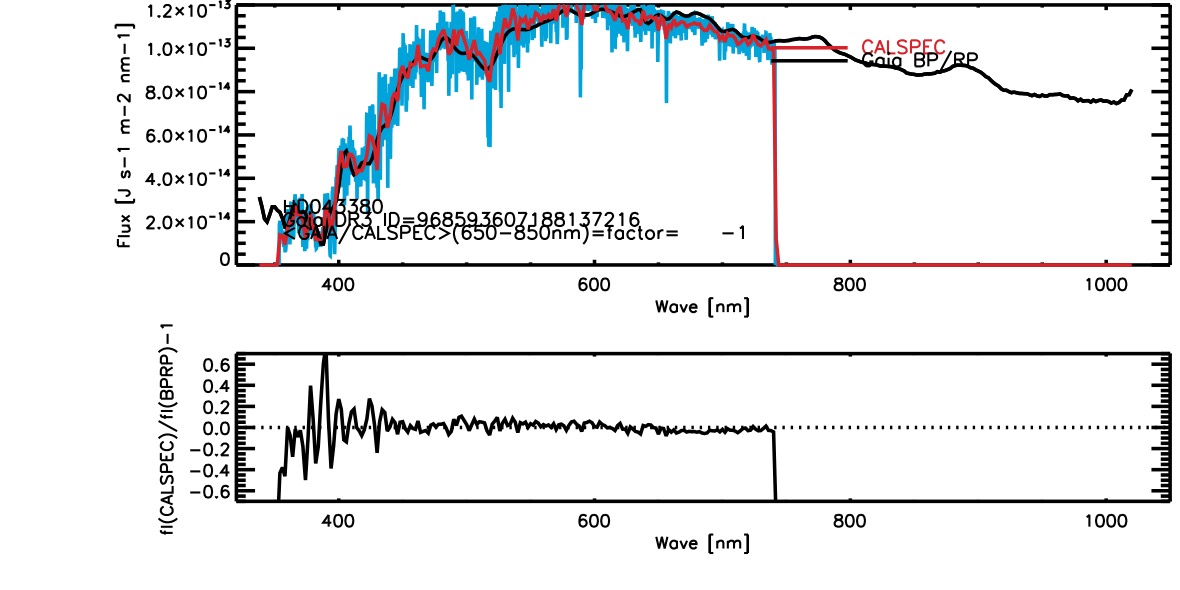 1.2×10−13
1.0×10−13
8.0×10−14
6.0×10−14
4.0×10−14
2.0×10−14
0
Flux [J s−1 m−2 nm−1]
CALSPEC
Gaia BP/RP
HD043380
Gaia DR3 ID=968593607188137216
<GAIA/CALSPEC>(650−850nm)=factor= −1
400 600 800 1000
Wave [nm]
0.6
0.4
0.2
0.0
−0.2
−0.4
−0.6
fl(CALSPEC)/fl(BPRP)−1
400 600 800 1000
Wave [nm]